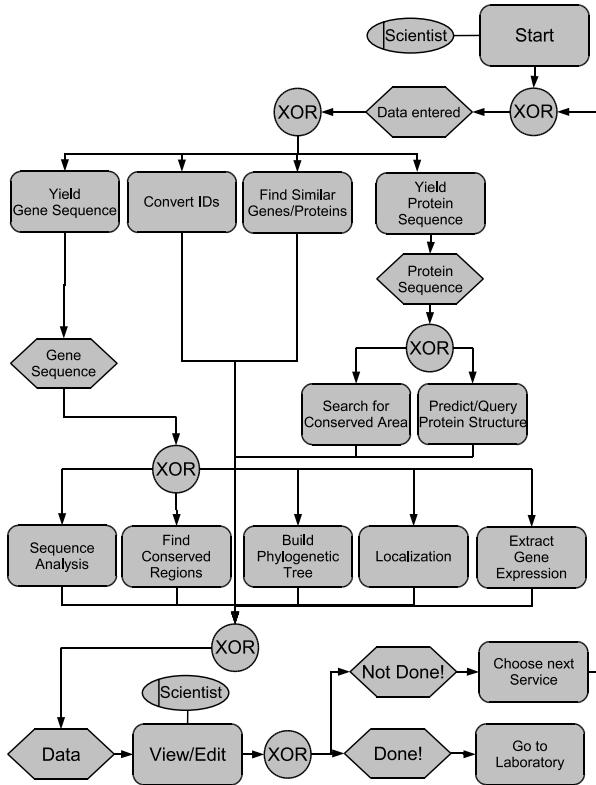 Scientist
Start
XOR
Data entered
XOR
Yield
Gene Sequence
Convert IDs
Find Similar
Genes/Proteins
Yield
Protein
Sequence
Protein
Sequence
Gene
Sequence
XOR
Search for
Conserved Area
Predict/Query
Protein Structure
XOR
Sequence
Analysis
Find
Conserved
Regions
Build
Phylogenetic
Tree
Localization
Extract
Gene
Expression
XOR
Scientist
Not Done!
Choose next
Service
Data
View/Edit
XOR
Done!
Go to
Laboratory